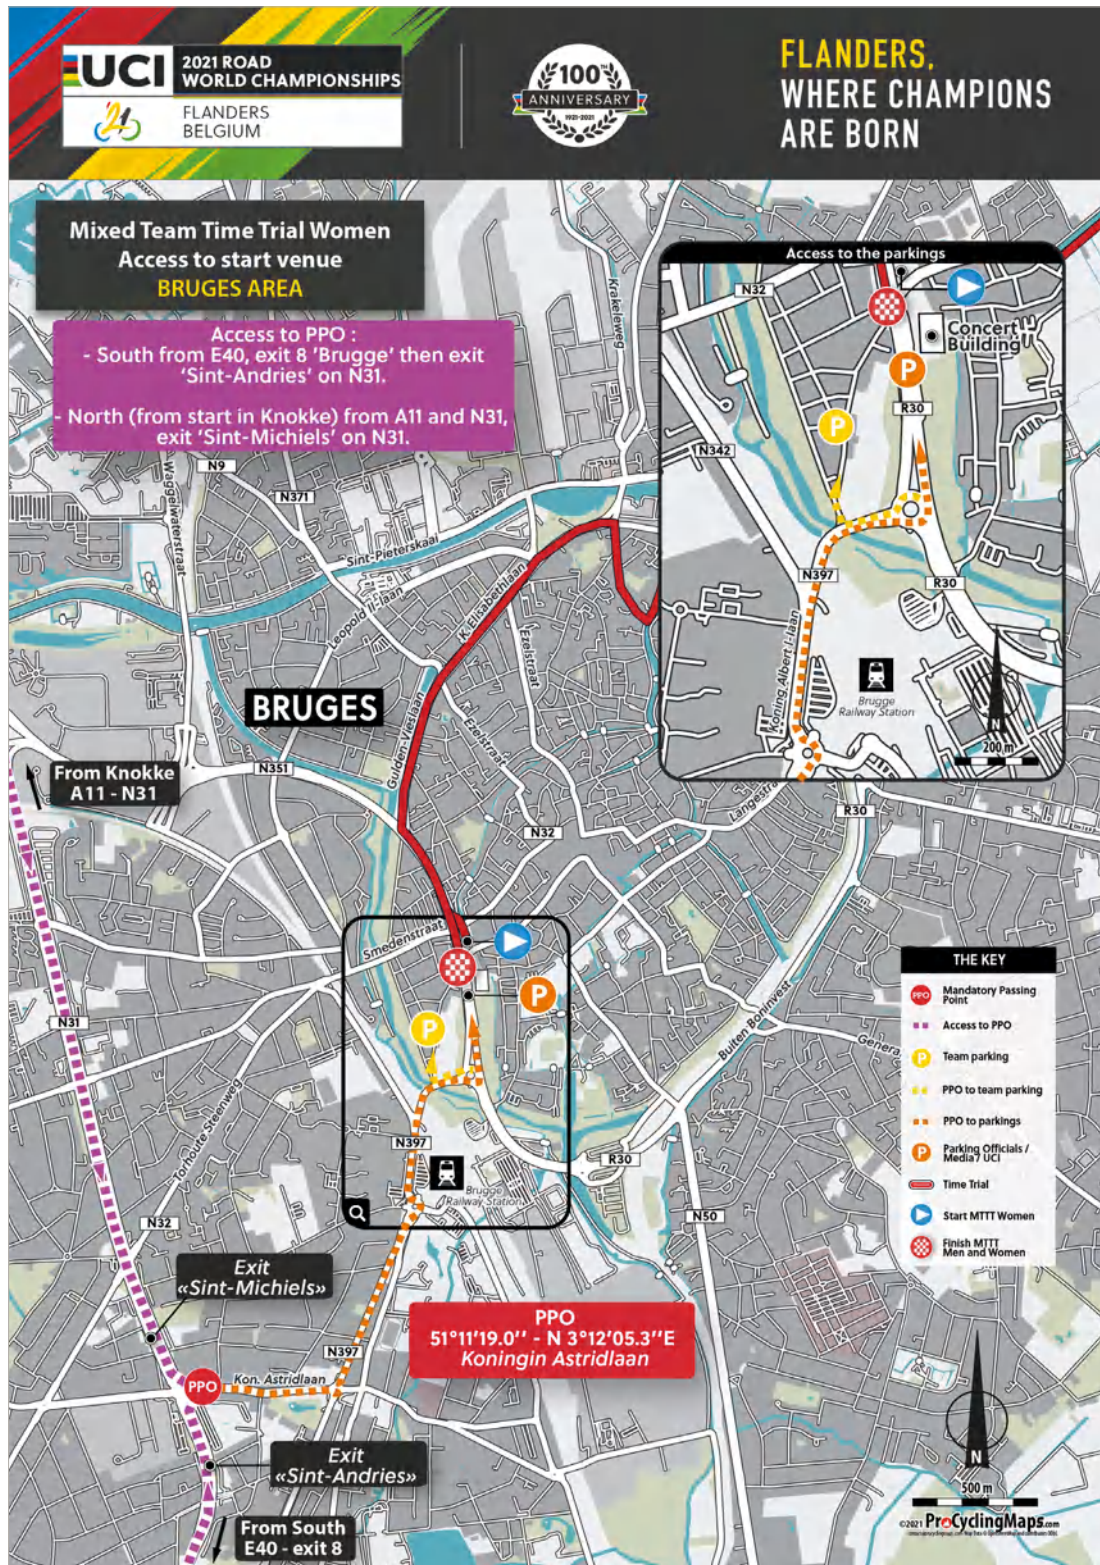 UCI
2021 ROAD
WORLD CHAMPIONSHIPS
21
FLANDERS
BELGIUM
100TH
ANNIVERSARY
1921-2021
FLANDERS,
WHERE CHAMPIONS
ARE BORN
Mixed Team Time Trial Women
Access to start venue
BRUGES AREA
Access to PPO :
- South from E40, exit 8 'Brugge' then exit
'Sint-Andries' on N31.
- North (from start in Knokke) from A11 and N31,
exit 'Sint-Michiels' on N31.
Access to the parkings
N32
Concert
Building
P
R30
P
N342
N397
R30
Koning Albert I-laan
Brugge
Railway Station
N
200 m
Krakeleweg
N9
Waggelwaterstraat
N371
Sint-Pieterskaai
Leopold II-laan
K. Elisabethlaan
Ezelstraat
BRUGES
Gulden-Vlieslaan
Ezelstraat
From Knokke
A11 - N31
N351
N32
Langestraat
R30
Smedenstraat
P
P
N31
Torhoutse Steenweg
Buiten Boninvest
Genera
N397
R30
Brugge
Railway Station
N32
N50
Exit
«Sint-Michiels»
PPO
51°11'19.0'' - N 3°12'05.3''E
Koningin Astridlaan
N397
PPO
Kon. Astridlaan
Exit
«Sint-Andries»
From South
E40 - exit 8
THE KEY
PPO Mandatory Passing
Point
Access to PPO
P Team parking
PPO to team parking
PPO to parkings
P Parking Officials /
Media7 UCI
Time Trial
Start MTTT Women
Finish MTTT
Men and Women
N
500 m
©2021 ProCyclingMaps.com